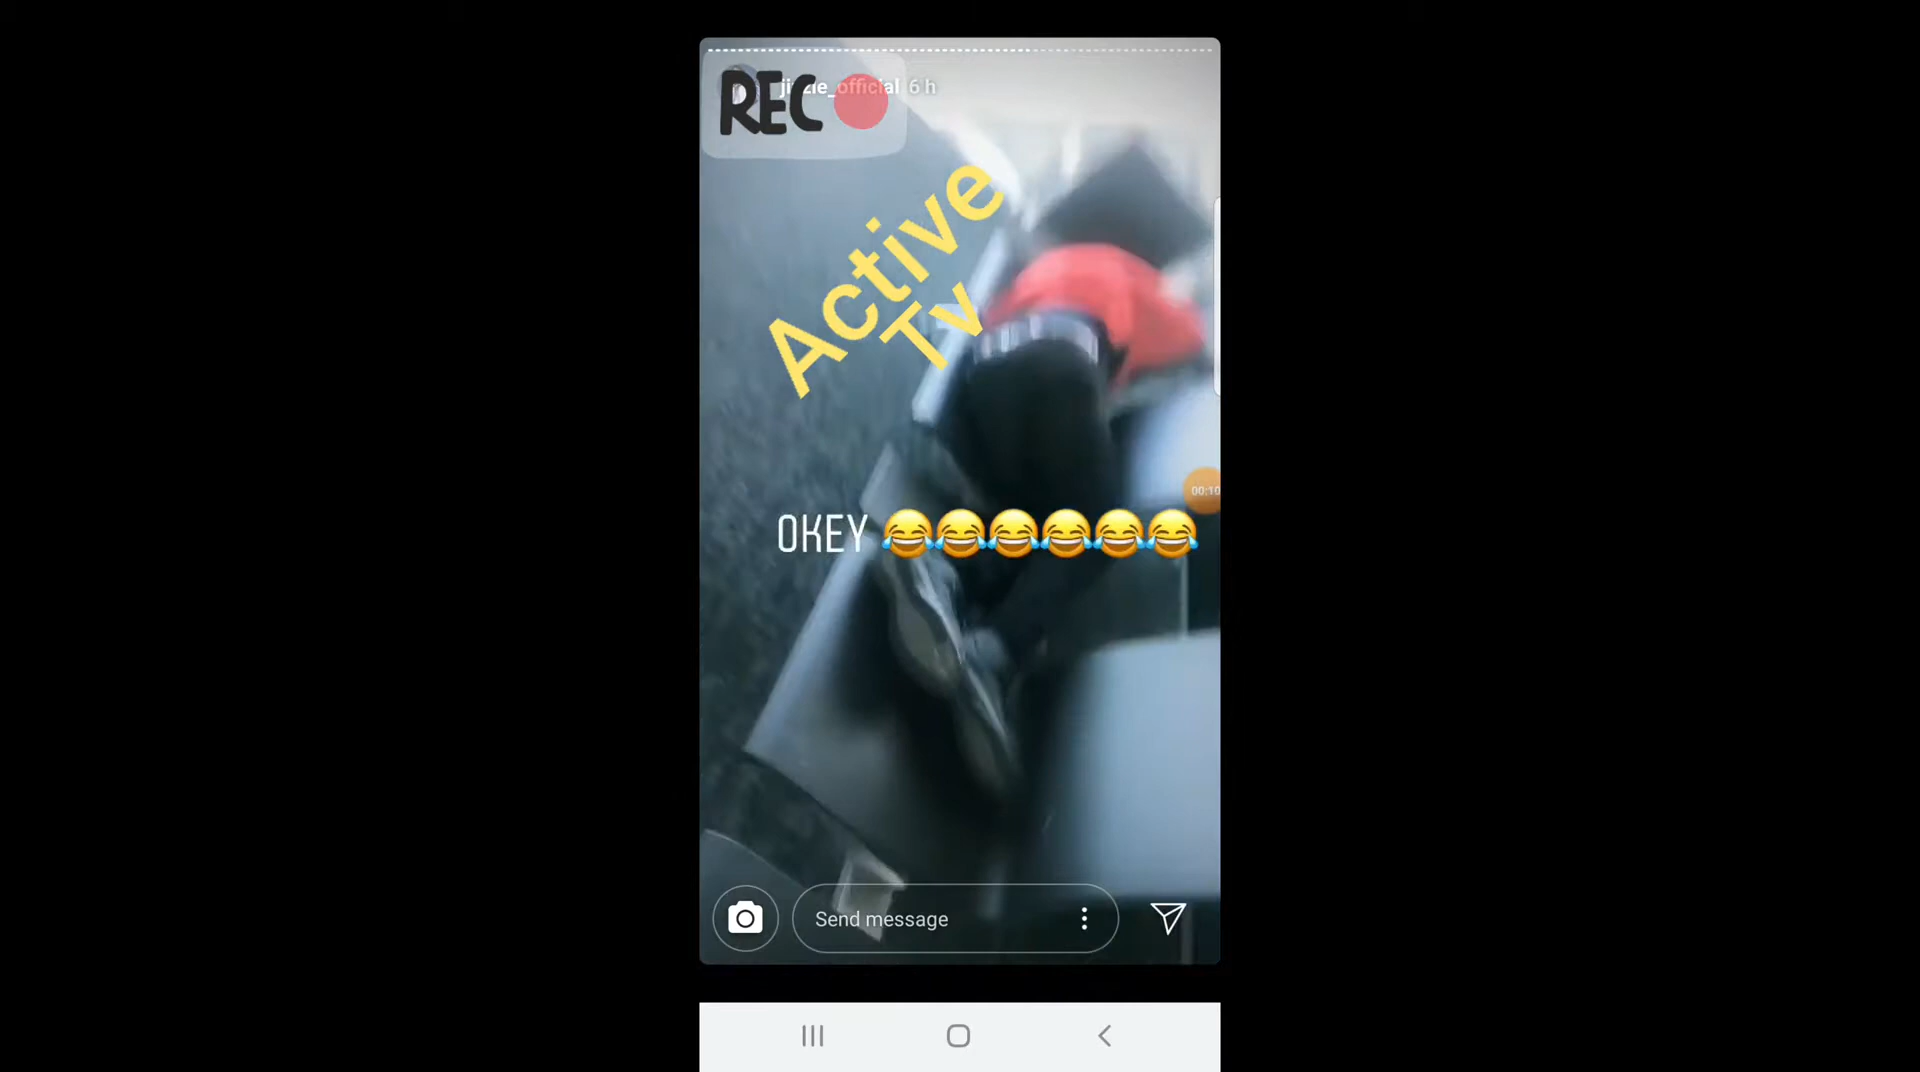 REC
6 h
Active
Tv
OKEY 😂😂😂😂😂😂
00:10
Send message